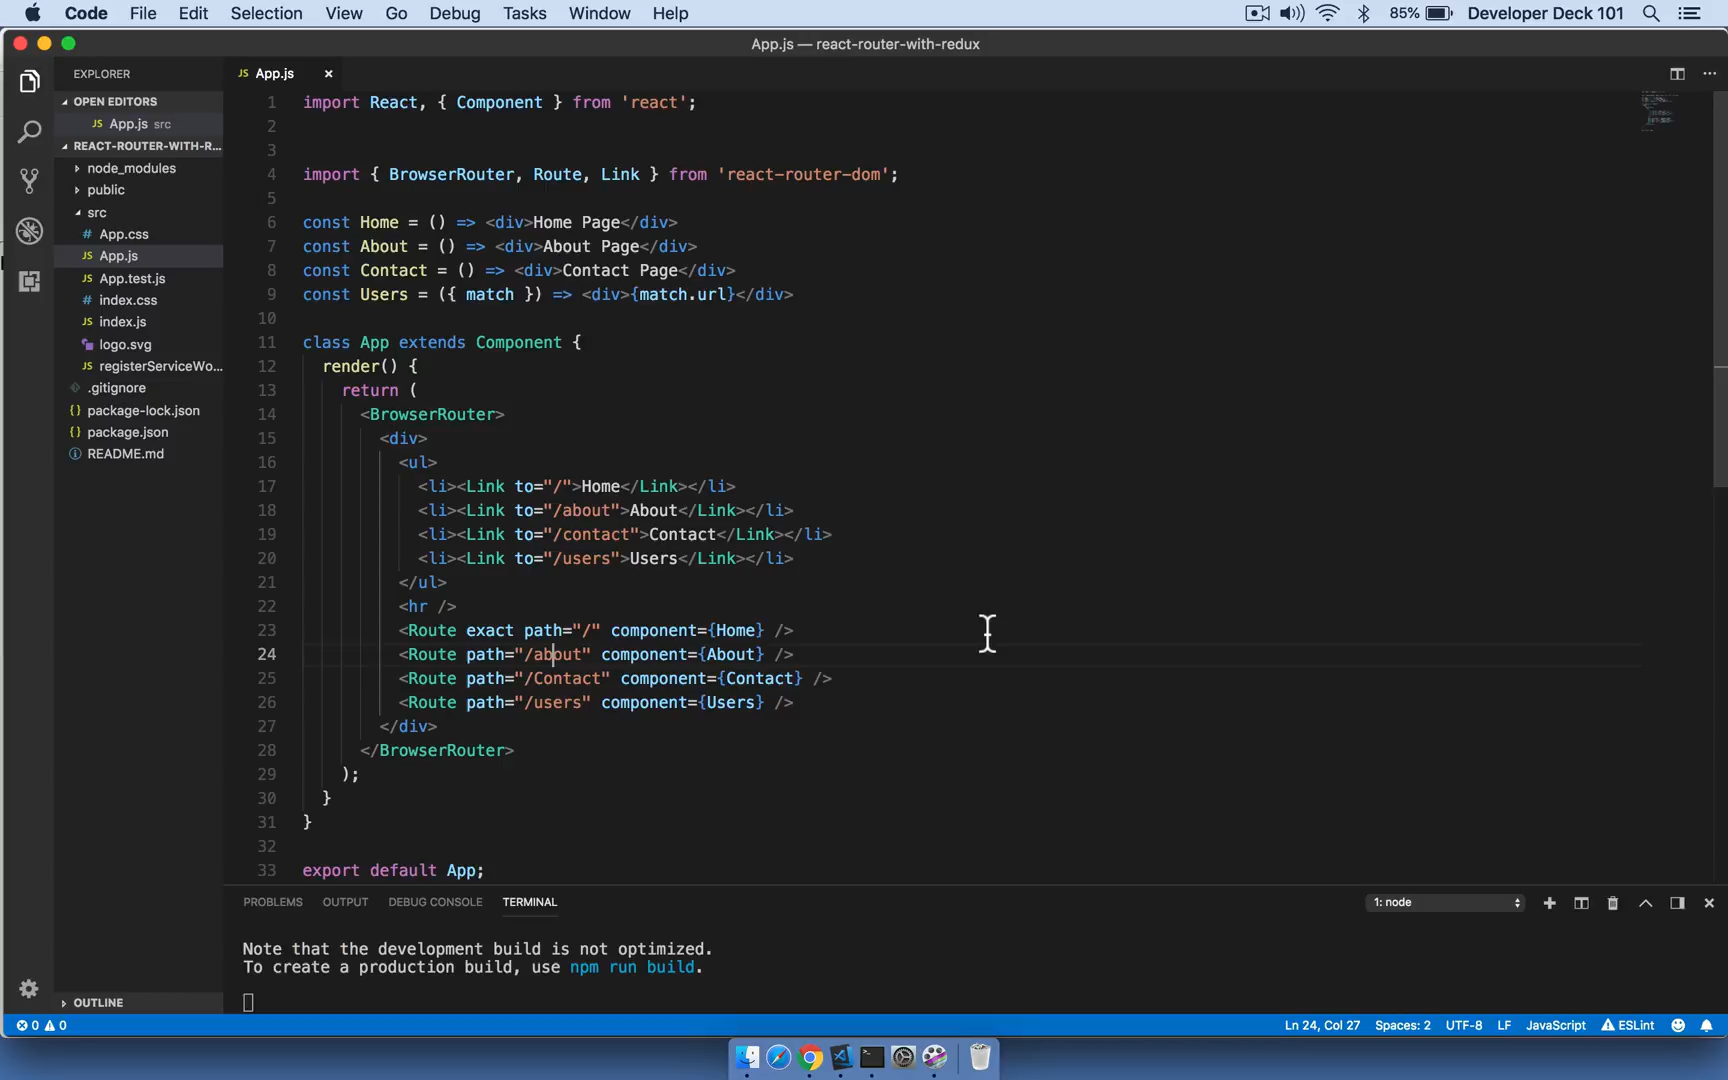 Code File Edit Selection View Go Debug Tasks Window Help 85% Developer Deck 101
App.js — react-router-with-redux
EXPLORER
OPEN EDITORS
JS App.js src
REACT-ROUTER-WITH-R...
node_modules
public
src
# App.css
JS App.js
JS App.test.js
# index.css
JS index.js
logo.svg
JS registerServiceWo...
.gitignore
{} package-lock.json
{} package.json
README.md
OUTLINE
JS App.js ×
1 import React, { Component } from 'react';
2
3
4 import { BrowserRouter, Route, Link } from 'react-router-dom';
5
6 const Home = () => <div>Home Page</div>
7 const About = () => <div>About Page</div>
8 const Contact = () => <div>Contact Page</div>
9 const Users = ({ match }) => <div>{match.url}</div>
10
11 class App extends Component {
12 render() {
13 return (
14 <BrowserRouter>
15 <div>
16 <ul>
17 <li><Link to="/">Home</Link></li>
18 <li><Link to="/about">About</Link></li>
19 <li><Link to="/contact">Contact</Link></li>
20 <li><Link to="/users">Users</Link></li>
21 </ul>
22 <hr />
23 <Route exact path="/" component={Home} />
24 <Route path="/about" component={About} />
25 <Route path="/Contact" component={Contact} />
26 <Route path="/users" component={Users} />
27 </div>
28 </BrowserRouter>
29 );
30 }
31 }
32
33 export default App;
PROBLEMS OUTPUT DEBUG CONSOLE TERMINAL 1: node
Note that the development build is not optimized.
To create a production build, use npm run build.
0 0 Ln 24, Col 27 Spaces: 2 UTF-8 LF JavaScript ESLint